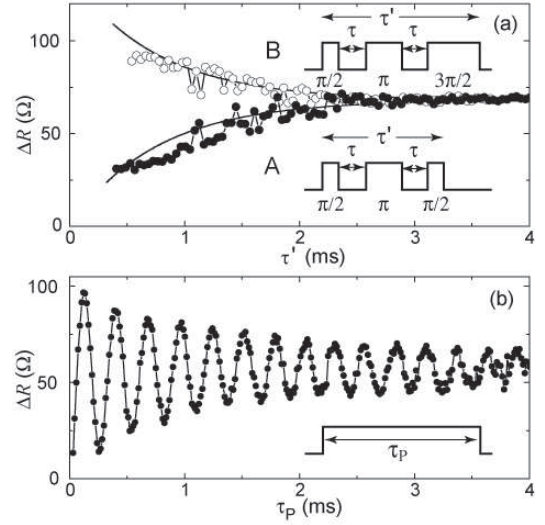 (a)
100
50
0
ΔR (Ω)
B
τ'
τ τ
π/2 π 3π/2
A
τ'
τ τ
π/2 π π/2
0 1 2 3 4
τ' (ms)
(b)
100
50
0
ΔR (Ω)
τP
0 1 2 3 4
τP (ms)